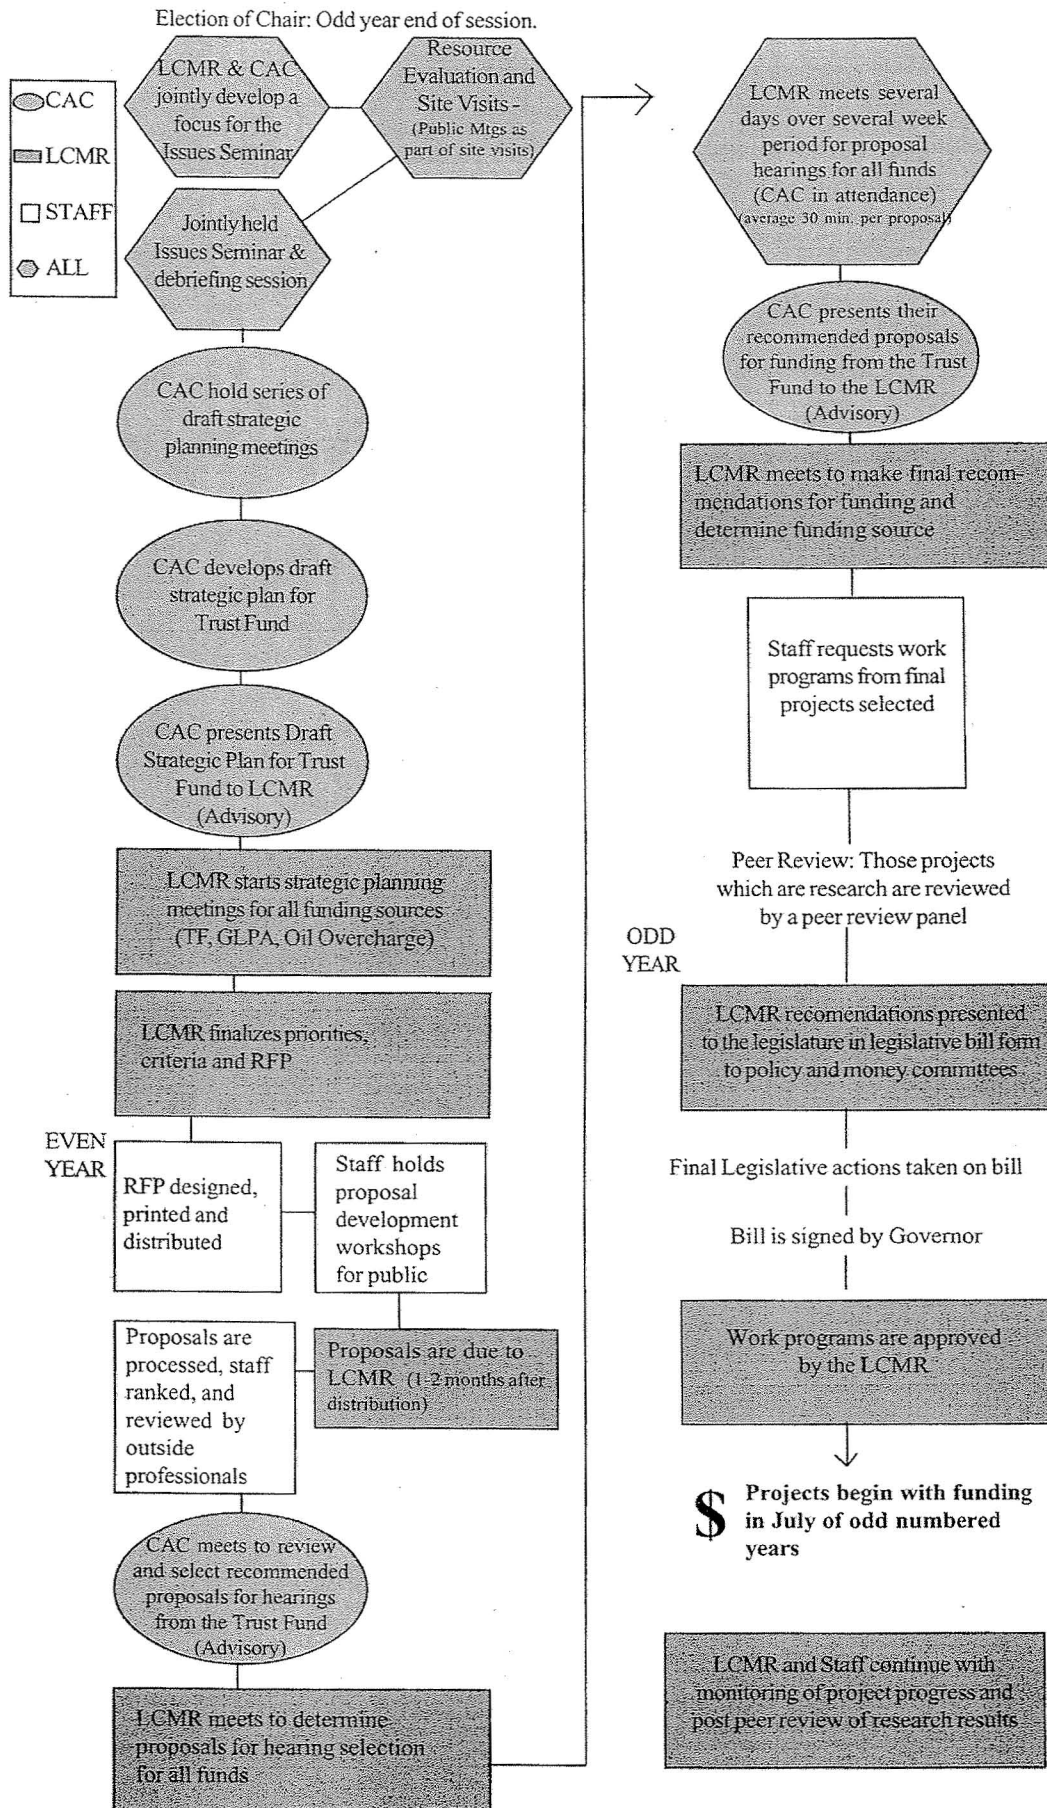 Election of Chair: Odd year end of session.
CAC
LCMR
STAFF
ALL
LCMR & CAC
jointly develop a
focus for the
Issues Seminar
Resource
Evaluation and
Site Visits -
(Public Mtgs as
part of site visits)
Jointly held
Issues Seminar &
debriefing session
CAC hold series of
draft strategic
planning meetings
CAC develops draft
strategic plan for
Trust Fund
CAC presents Draft
Strategic Plan for Trust
Fund to LCMR
(Advisory)
LCMR starts strategic planning
meetings for all funding sources
(TF, GLPA, Oil Overcharge)
LCMR finalizes priorities,
criteria and RFP
EVEN
YEAR
RFP designed,
printed and
distributed
Staff holds
proposal
development
workshops
for public
Proposals are due to
LCMR (1-2 months after
distribution)
Proposals are
processed, staff
ranked, and
reviewed by
outside
professionals
CAC meets to review
and select recommended
proposals for hearings
from the Trust Fund
(Advisory)
LCMR meets to determine
proposals for hearing selection
for all funds
LCMR meets several
days over several week
period for proposal
hearings for all funds
(CAC in attendance)
(average 30 min. per proposal)
CAC presents their
recommended proposals
for funding from the Trust
Fund to the LCMR
(Advisory)
LCMR meets to make final recom-
mendations for funding and
determine funding source
Staff requests work
programs from final
projects selected
Peer Review: Those projects
which are research are reviewed
by a peer review panel
ODD
YEAR
LCMR recomendations presented
to the legislature in legislative bill form
to policy and money committees.
Final Legislative actions taken on bill
Bill is signed by Governor
Work programs are approved
by the LCMR
$ Projects begin with funding
in July of odd numbered
years
LCMR and Staff continue with
monitoring of project progress and
post peer review of research results